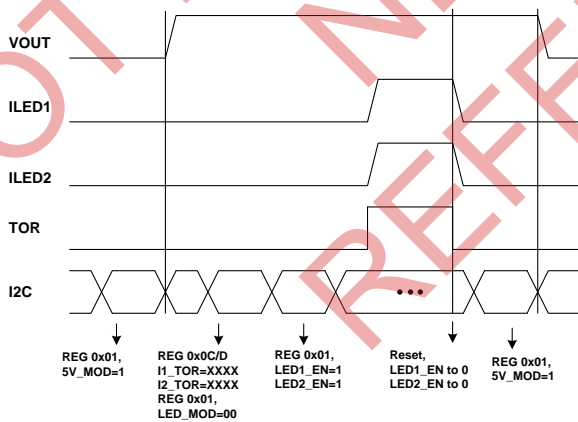 VOUT
ILED1
ILED2
TOR
I2C
REG 0x01,
5V_MOD=1
REG 0x0C/D
I1_TOR=XXXX
I2_TOR=XXXX
REG 0x01,
LED_MOD=00
REG 0x01,
LED1_EN=1
LED2_EN=1
Reset,
LED1_EN to 0
LED2_EN to 0
REG 0x01,
5V_MOD=1